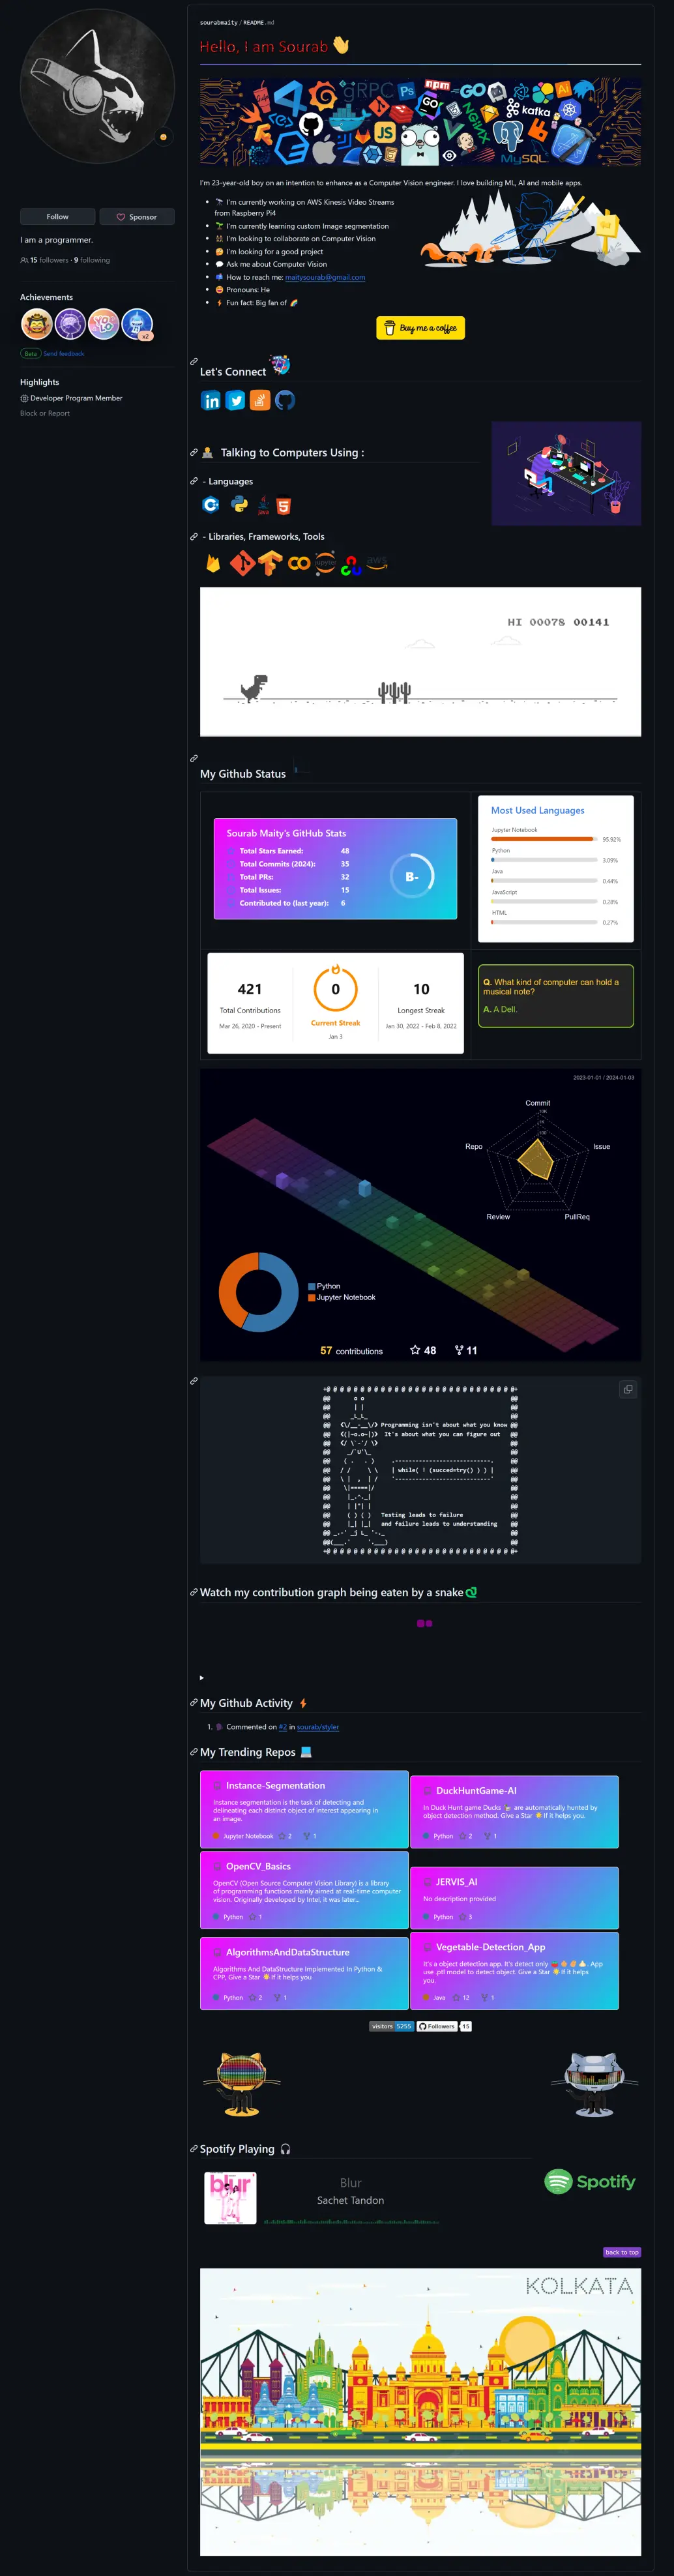 sourabmaity / README.md
Hello, I am Sourab
gRPC
Ps
npm
GO
Ai
GO
kafka
JS
NGINX
MySQL
I'm 23-year-old boy on an intention to enhance as a Computer Vision engineer. I love building ML, AI and mobile apps.
I'm currently working on AWS Kinesis Video Streams
from Raspberry Pi4
I'm currently learning custom Image segmentation
I'm looking to collaborate on Computer Vision
I'm looking for a good project
Ask me about Computer Vision
How to reach me: maitysourab@gmail.com
Pronouns: He
Fun fact: Big fan of
Buy me a coffee
Follow
Sponsor
I am a programmer.
15 followers · 9 following
Achievements
YOLO
x2
Beta Send feedback
Highlights
Developer Program Member
Block or Report
Let's Connect
in
Talking to Computers Using :
- Languages
Java
- Libraries, Frameworks, Tools
jupyter
aws
HI 00078 00141
My Github Status
Sourab Maity's GitHub Stats
Total Stars Earned: 48
Total Commits (2024): 35
Total PRs: 32
Total Issues: 15
Contributed to (last year): 6
B-
Most Used Languages
Jupyter Notebook
95.92%
Python
3.09%
Java
0.44%
JavaScript
0.28%
HTML
0.27%
421
Total Contributions
Mar 26, 2020 - Present
0
Current Streak
Jan 3
10
Longest Streak
Jan 30, 2022 - Feb 8, 2022
Q. What kind of computer can hold a
musical note?
A. A Dell.
2023-01-01 / 2024-01-03
Commit
Issue
PullReq
Review
Repo
Python
Jupyter Notebook
57 contributions
48
11
Programming isn't about what you know
It's about what you can figure out
| while( ! (succed=try() ) ) |
Testing leads to failure
and failure leads to understanding
Watch my contribution graph being eaten by a snake
My Github Activity
1. Commented on #2 in sourab/styler
My Trending Repos
Instance-Segmentation
Instance segmentation is the task of detecting and
delineating each distinct object of interest appearing in
an image.
Jupyter Notebook 2 1
DuckHuntGame-AI
In Duck Hunt game Ducks are automatically hunted by
object detection method. Give a Star If it helps you.
Python 2 1
OpenCV_Basics
OpenCV (Open Source Computer Vision Library) is a library
of programming functions mainly aimed at real-time computer
vision. Originally developed by Intel, it was later...
Python 1
JERVIS_AI
No description provided
Python 3
AlgorithmsAndDataStructure
Algorithms And DataStructure Implemented In Python &
CPP, Give a Star If it helps you
Python 2 1
Vegetable-Detection_App
It's a object detection app. It's detect only . App
use .ptl model to detect object. Give a Star If it helps
you.
Java 12 1
visitors 5255
Followers 15
Spotify Playing
blur
Blur
Sachet Tandon
Spotify
back to top
KOLKATA